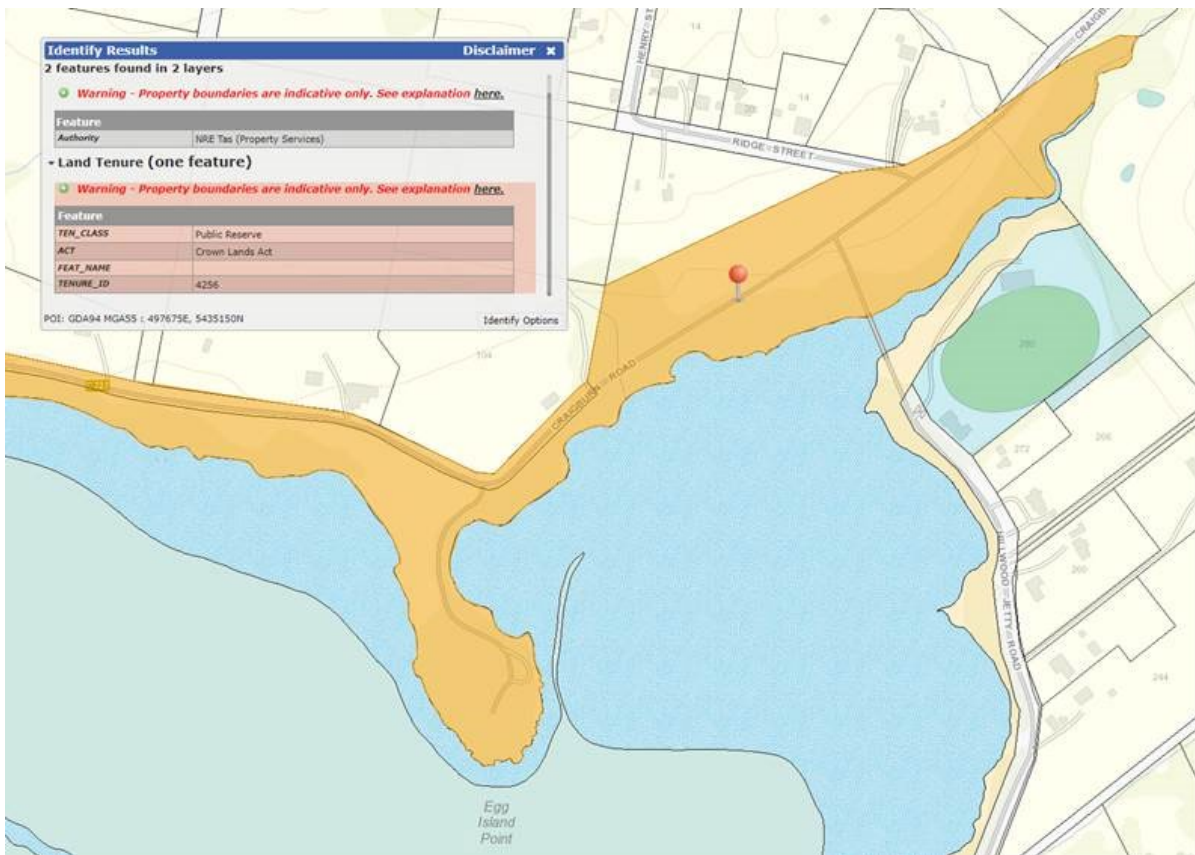 Identify Results Disclaimer ×
2 features found in 2 layers
Warning - Property boundaries are indicative only. See explanation here.
Feature
Authority NRE Tas (Property Services)
Land Tenure (one feature)
Warning - Property boundaries are indicative only. See explanation here.
Feature
TEN_CLASS Public Reserve
ACT Crown Lands Act
FEAT_NAME
TENURE_ID 4256
POI: GDA94 MGA55 : 497675E, 5435150N Identify Options
14
14
2
RIDGE STREET
104
CRAIGBURN ROAD
280
272
266
260
HILLWOOD JETTY ROAD
244
Egg
Island
Point